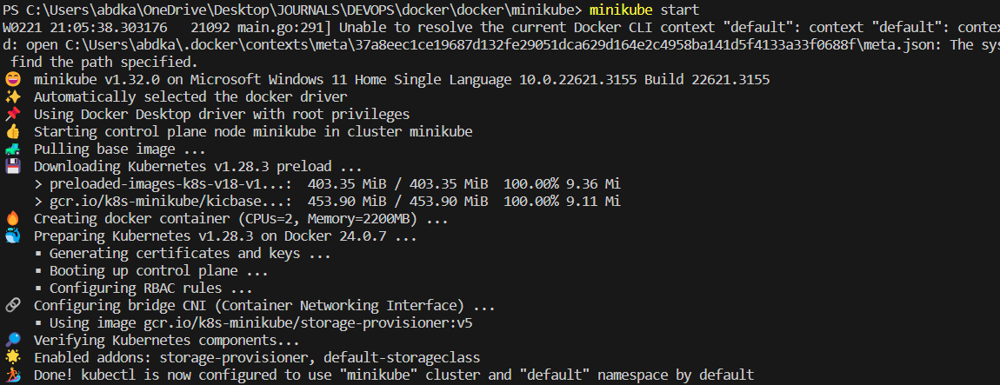 PS C:\Users\abdka\OneDrive\Desktop\JOURNALS\DEVOPS\docker\docker\minikube> minikube start
W0221 21:05:38.303176   21092 main.go:291] Unable to resolve the current Docker CLI context "default": context "default": conte
d: open C:\Users\abdka\.docker\contexts\meta\37a8eec1ce19687d132fe29051dca629d164e2c4958ba141d5f4133a33f0688f\meta.json: The sys
find the path specified.
minikube v1.32.0 on Microsoft Windows 11 Home Single Language 10.0.22621.3155 Build 22621.3155
Automatically selected the docker driver
Using Docker Desktop driver with root privileges
Starting control plane node minikube in cluster minikube
Pulling base image ...
Downloading Kubernetes v1.28.3 preload ...
> preloaded-images-k8s-v18-v1...:  403.35 MiB / 403.35 MiB  100.00% 9.36 Mi
> gcr.io/k8s-minikube/kicbase...:  453.90 MiB / 453.90 MiB  100.00% 9.11 Mi
Creating docker container (CPUs=2, Memory=2200MB) ...
Preparing Kubernetes v1.28.3 on Docker 24.0.7 ...
▪ Generating certificates and keys ...
▪ Booting up control plane ...
▪ Configuring RBAC rules ...
Configuring bridge CNI (Container Networking Interface) ...
▪ Using image gcr.io/k8s-minikube/storage-provisioner:v5
Verifying Kubernetes components...
Enabled addons: storage-provisioner, default-storageclass
Done! kubectl is now configured to use "minikube" cluster and "default" namespace by default